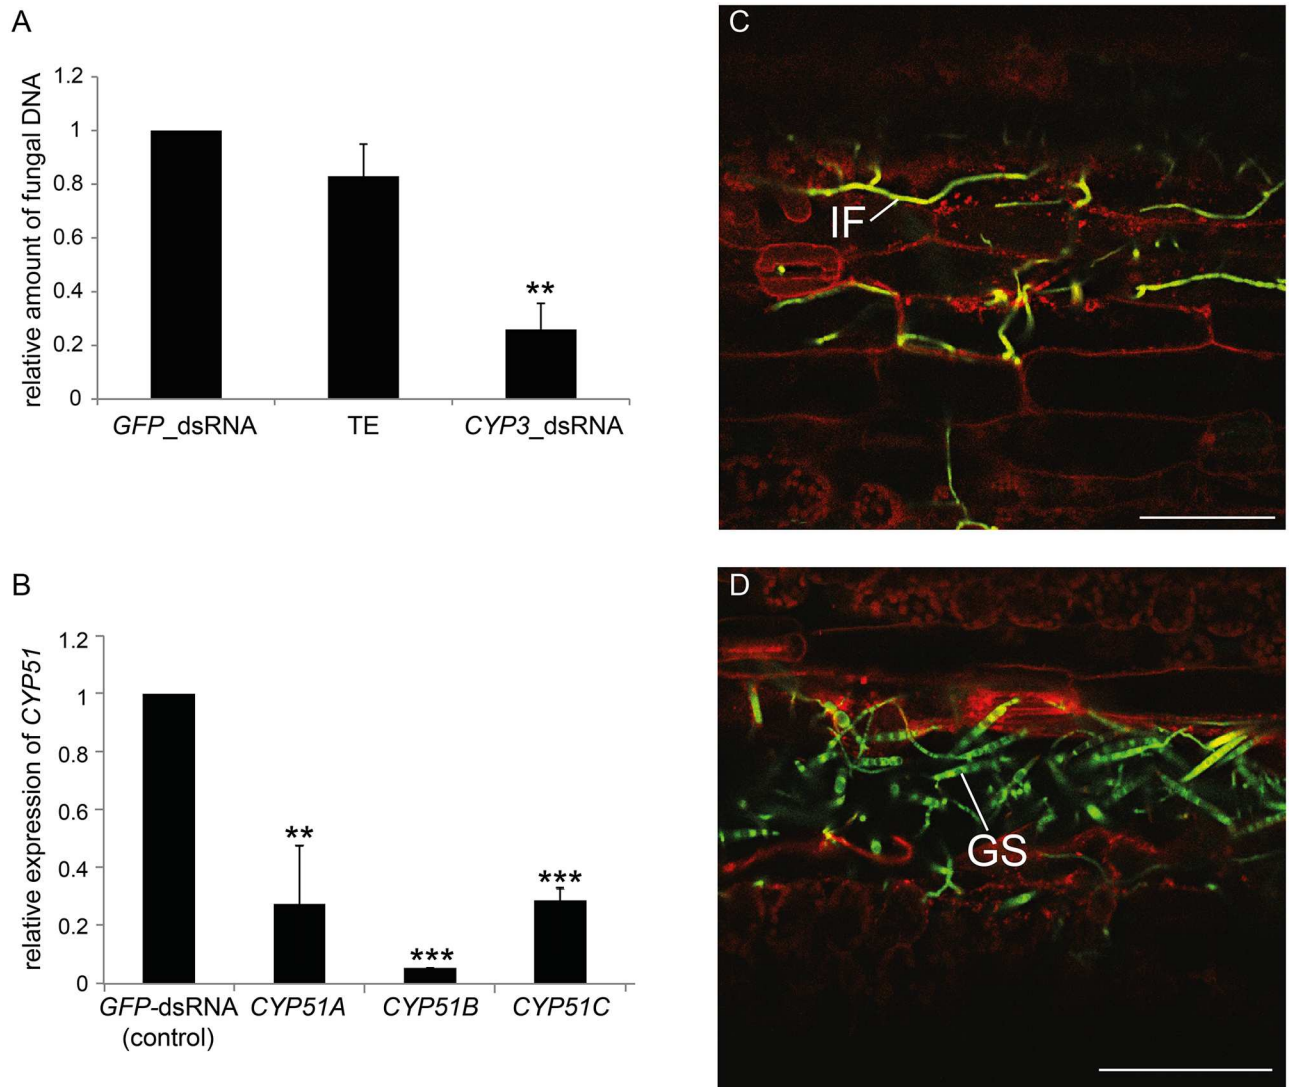 A
relative amount of fungal DNA
1.2
1
0.8
0.6
0.4
0.2
0
**
GFP_dsRNA TE CYP3_dsRNA
B
relative expression of CYP51
1.2
1
0.8
0.6
0.4
0.2
0
**
***
***
GFP-dsRNA CYP51A CYP51B CYP51C
(control)
C
IF
D
GS